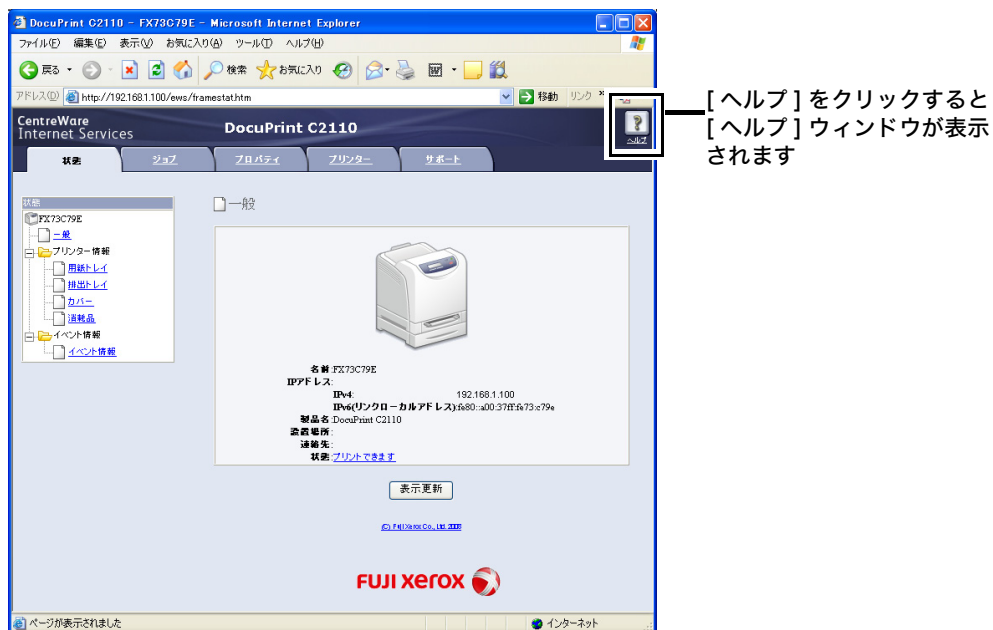 DocuPrint C2110 - FX73C79E - Microsoft Internet Explorer
ファイル(F) 編集(E) 表示(V) お気に入り(A) ツール(T) ヘルプ(H)
戻る 検索 お気に入り
アドレス(D) http://192.168.1.100/ews/framestat.htm 移動 リンク
CentreWare
Internet Services
DocuPrint C2110
ヘルプ
状態 ジョブ プロパティ プリンター サポート
[ ヘルプ ] をクリックすると
[ ヘルプ ] ウィンドウが表示
されます
状態
FX73C79E
一般
プリンター情報
用紙トレイ
排出トレイ
カバー
消耗品
イベント情報
イベント情報
一般
名前:FX73C79E
IPアドレス:
IPv4: 192.168.1.100
IPv6(リンクローカルアドレス):fe80::a00:37ff:fe73:c79e
製品名:DocuPrint C2110
設置場所:
連絡先:
状態:プリントできます
表示更新
(C) Fuji Xerox Co., Ltd. 2008
FUJI xerox
ページが表示されました インターネット